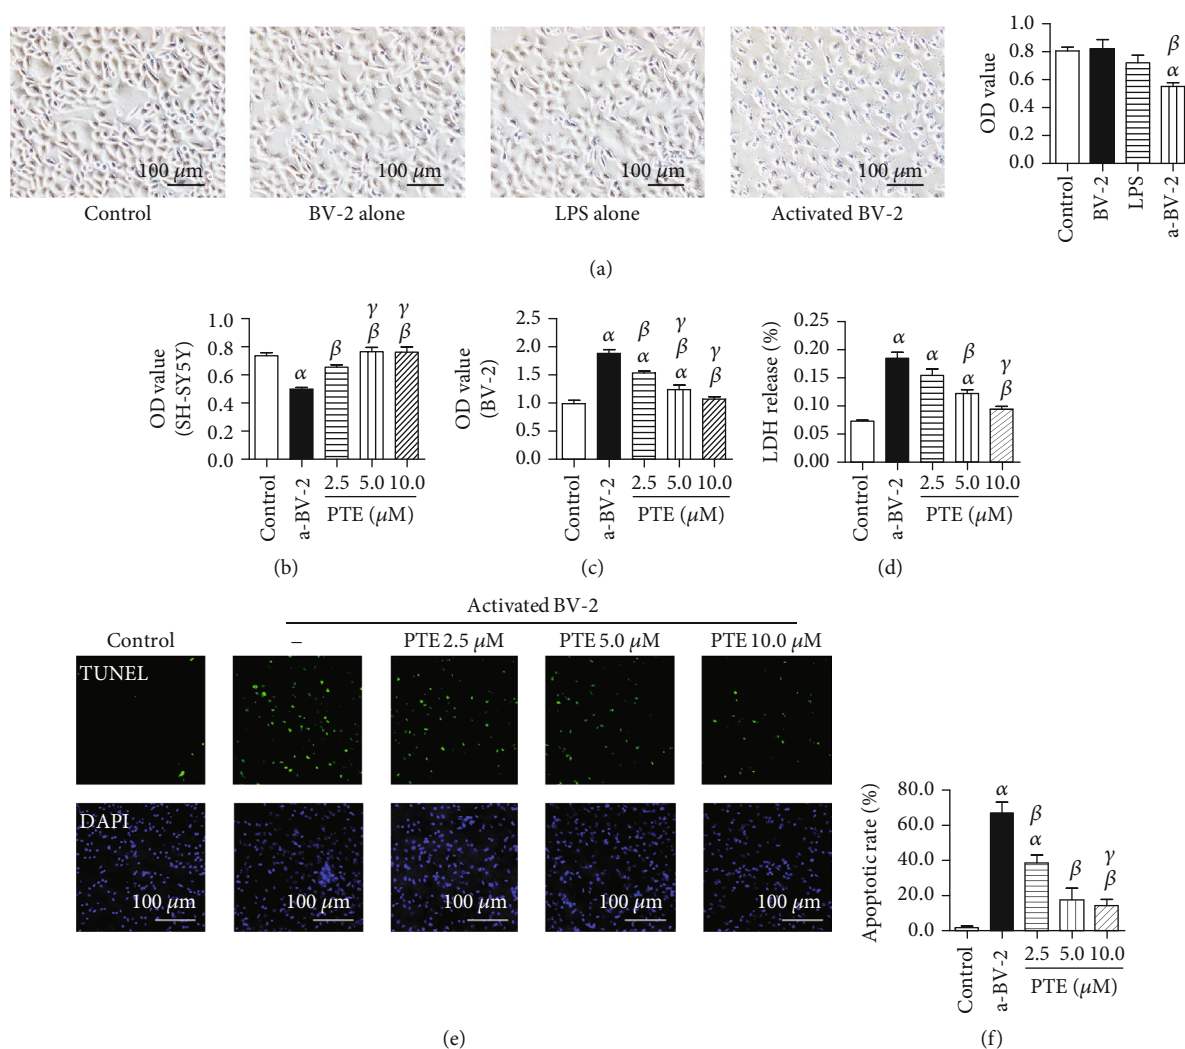 100 μm
100 μm
100 μm
100 μm
Control
BV-2 alone
LPS alone
Activated BV-2
OD value
1.0
0.8
0.6
0.4
0.2
0.0
β
α
Control
BV-2
LPS
a-BV-2
(a)
OD value
(SH-SY5Y)
1.0
0.8
0.6
0.4
0.2
0.0
α
β
γ
β
γ
β
Control
a-BV-2
2.5 5.0 10.0
PTE (μM)
(b)
OD value
(BV-2)
2.5
2.0
1.5
1.0
0.5
0.0
α
β
α
γ
β
α
γ
β
Control
a-BV-2
2.5 5.0 10.0
PTE (μM)
(c)
LDH release (%)
0.25
0.20
0.15
0.10
0.05
0.00
α
α
β
α
γ
β
Control
a-BV-2
2.5 5.0 10.0
PTE (μM)
(d)
Activated BV-2
Control
–
PTE 2.5 μM
PTE 5.0 μM
PTE 10.0 μM
TUNEL
DAPI
100 μm
100 μm
100 μm
100 μm
100 μm
(e)
Apoptotic rate (%)
80.0
60.0
40.0
20.0
0.0
α
β
α
β
γ
β
Control
a-BV-2
2.5 5.0 10.0
PTE (μM)
(f)